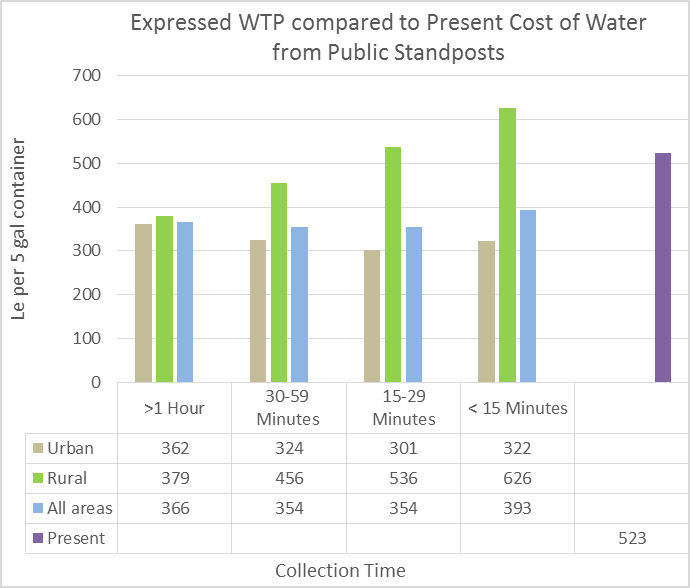 Expressed WTP compared to Present Cost of Water
from Public Standposts
Le per 5 gal container
700
600
500
400
300
200
100
0
>1 Hour 30-59 Minutes 15-29 Minutes < 15 Minutes
Urban 362 324 301 322
Rural 379 456 536 626
All areas 366 354 354 393
Present 523
Collection Time